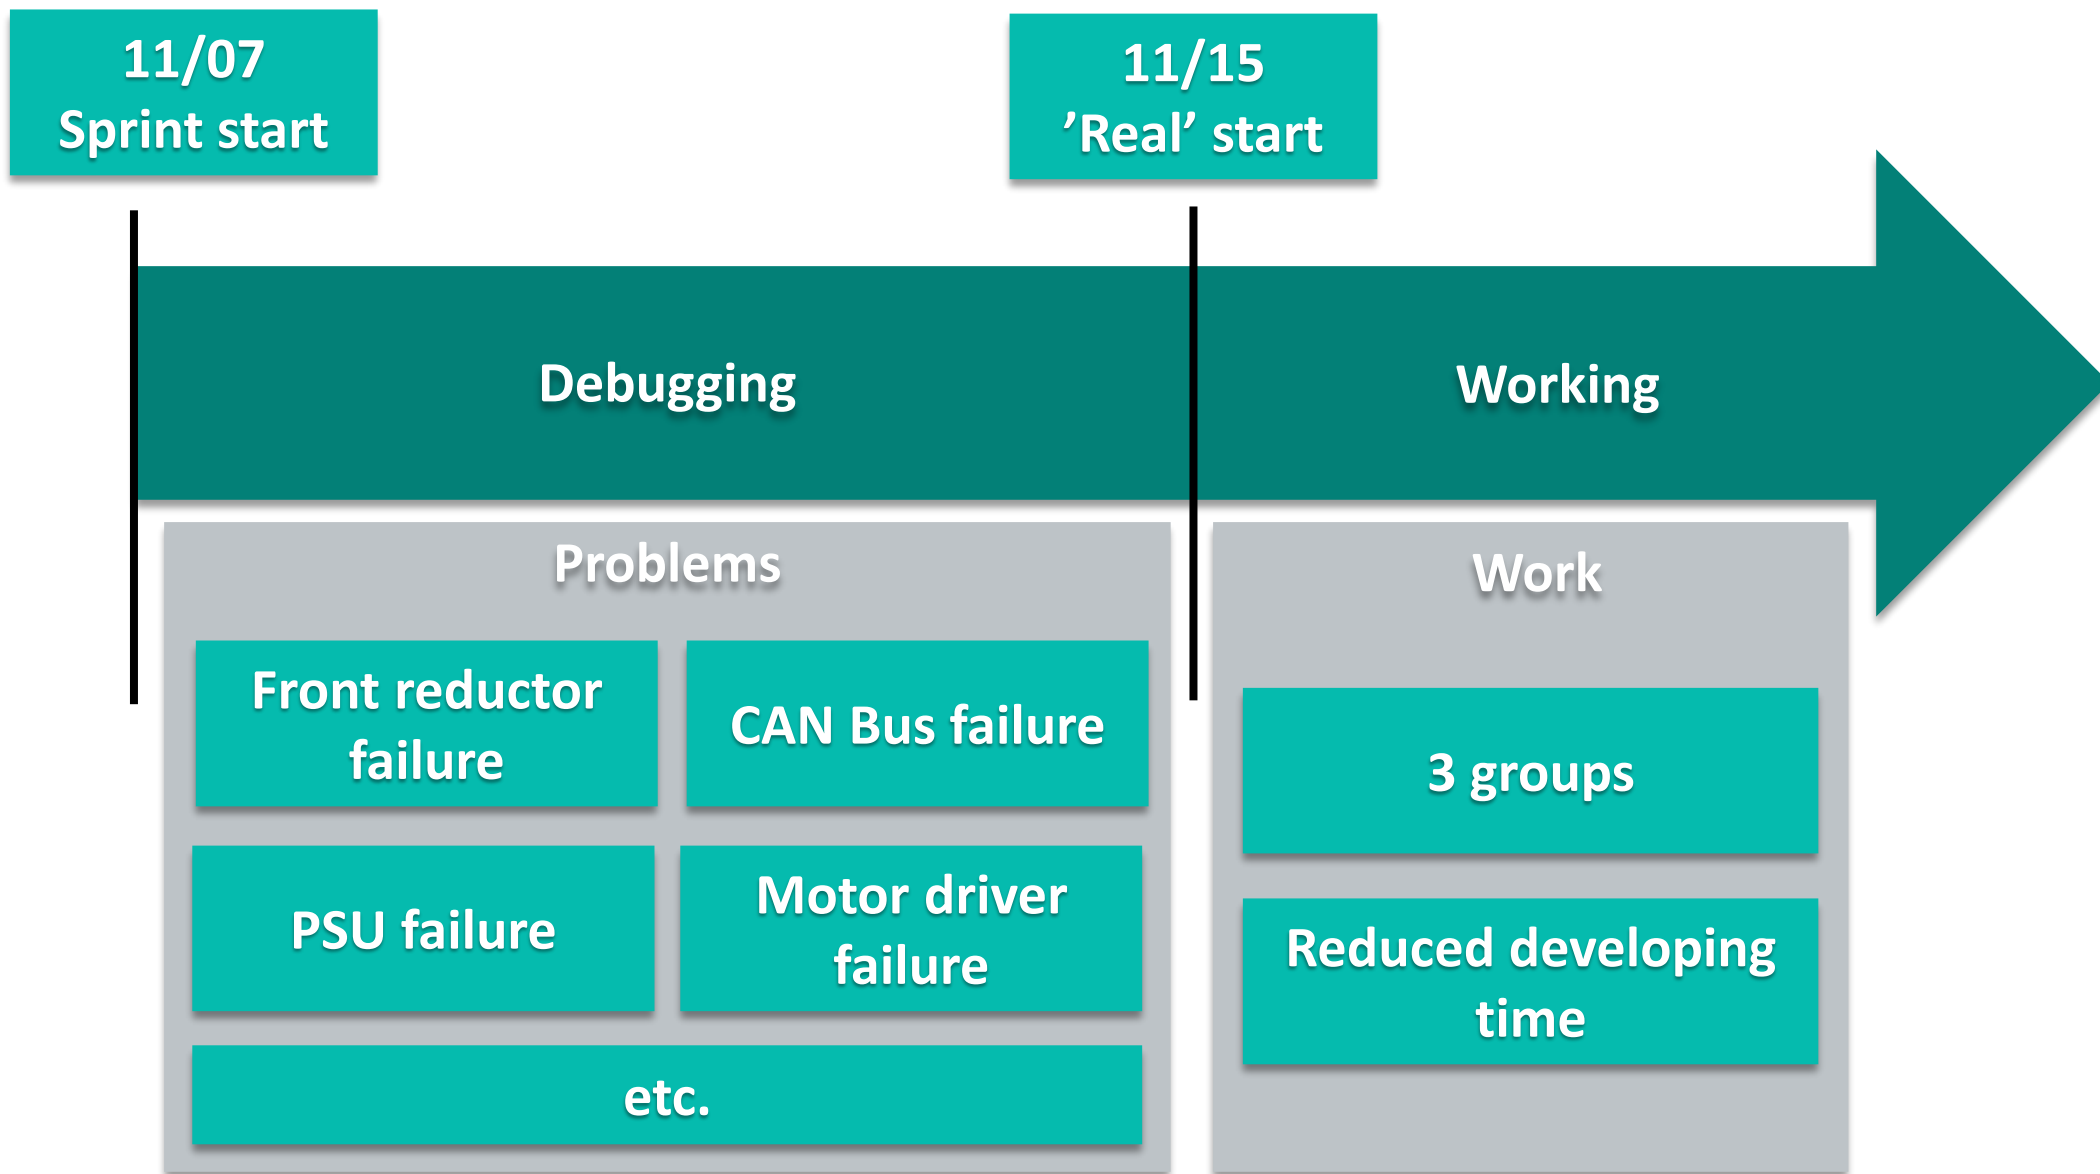 11/07
Sprint start
11/15
’Real’ start
Debugging
Working
Problems
Front reductor
failure
CAN Bus failure
PSU failure
Motor driver
failure
etc.
Work
3 groups
Reduced developing
time